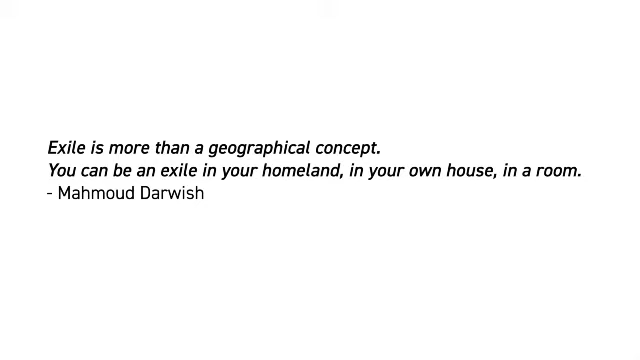 Exile is more than a geographical concept.
You can be an exile in your homeland, in your own house, in a room.
- Mahmoud Darwish